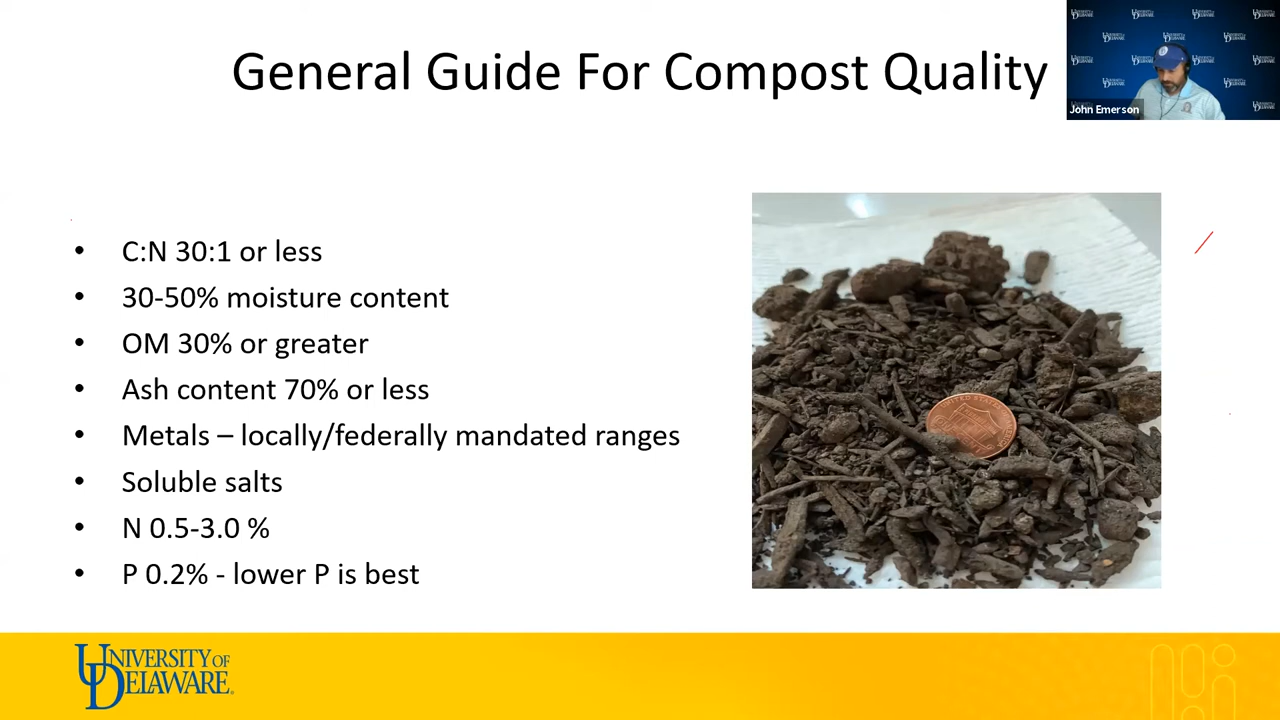 General Guide For Compost Quality
John Emerson
• C:N 30:1 or less
• 30-50% moisture content
• OM 30% or greater
• Ash content 70% or less
• Metals – locally/federally mandated ranges
• Soluble salts
• N 0.5-3.0 %
• P 0.2% - lower P is best
UNIVERSITY OF
DELAWARE